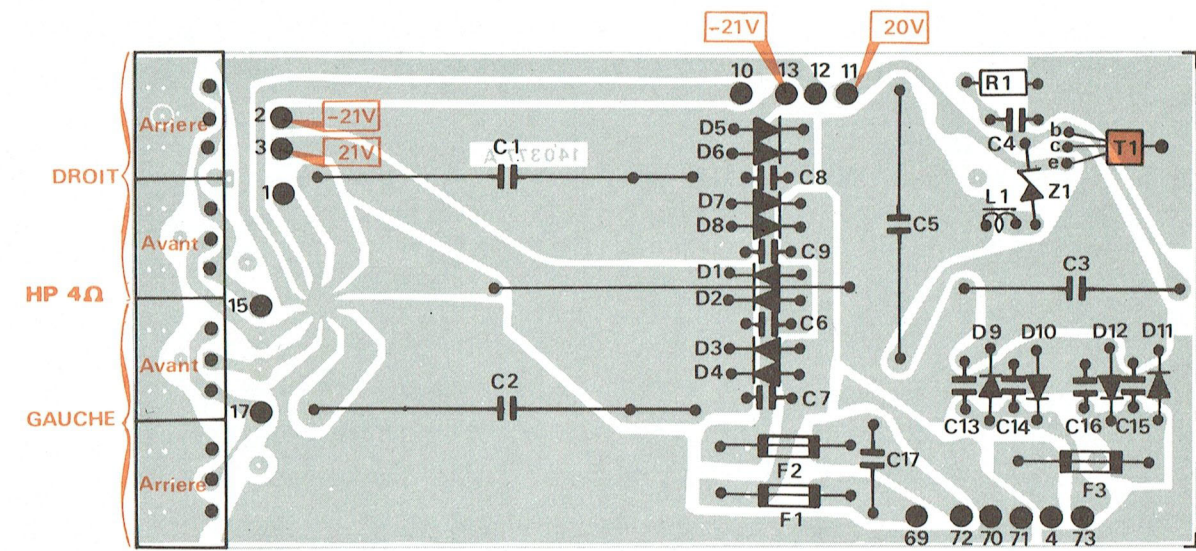 -21V
20V
10
13
12
11
R1
Arriere
2
-21V
D5
C4
b
c
e
T1
3
21V
C1
140377A
D6
DROIT
C8
1
D7
L1
Z1
D8
C5
Avant
C9
D1
C3
HP 4Ω
15
D2
C6
D9
D10
D12
D11
Avant
D3
D4
C2
C7
GAUCHE
17
C13
C14
C16
C15
F2
C17
F3
Arriere
F1
69
72
70
71
4
73